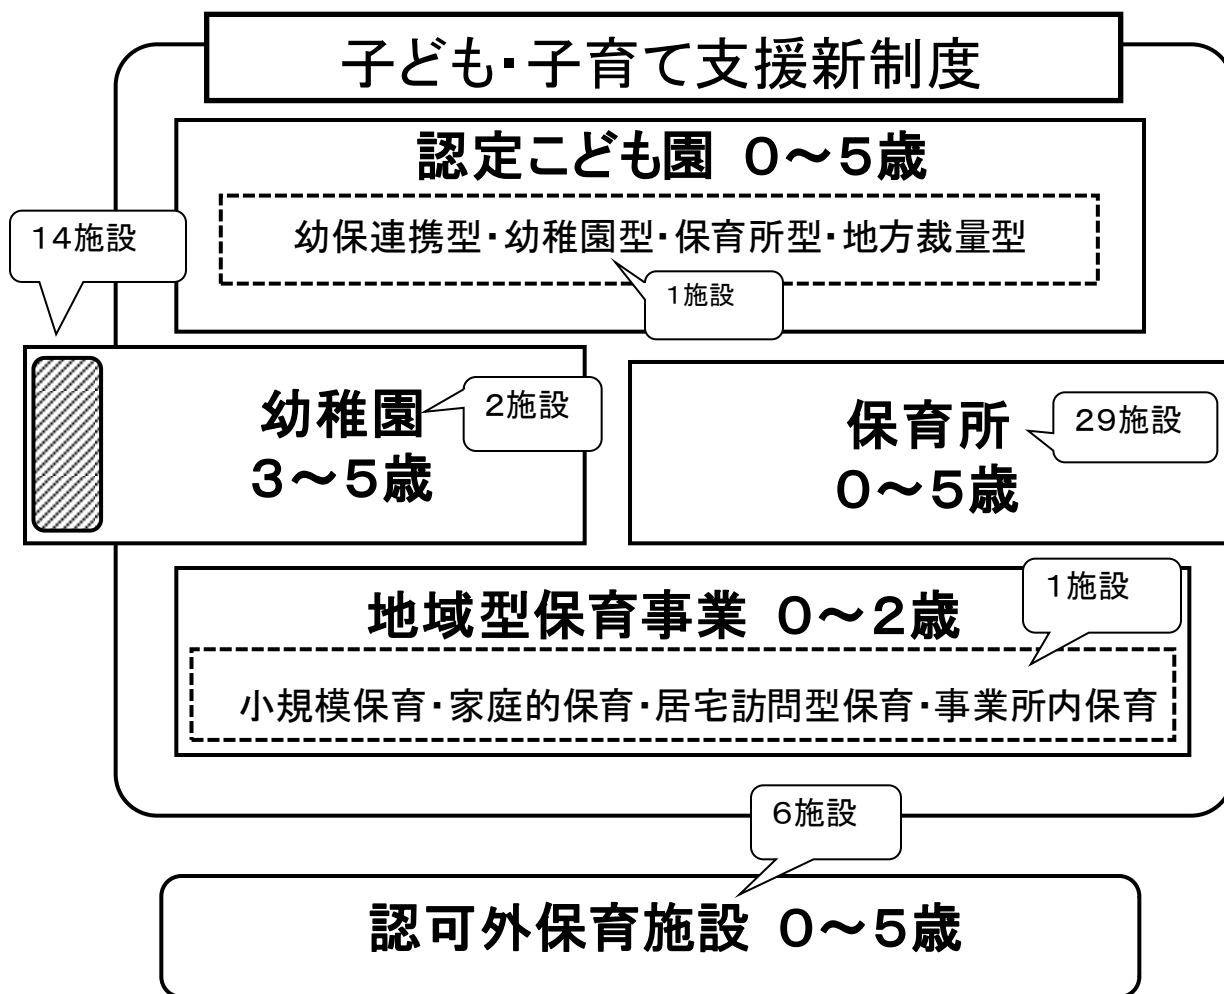 子ども・子育て支援新制度
認定こども園 ０～５歳
幼保連携型・幼稚園型・保育所型・地方裁量型
14施設
1施設
幼稚園
３～５歳
2施設
保育所
０～５歳
29施設
地域型保育事業 ０～２歳
1施設
小規模保育・家庭的保育・居宅訪問型保育・事業所内保育
6施設
認可外保育施設 ０～５歳